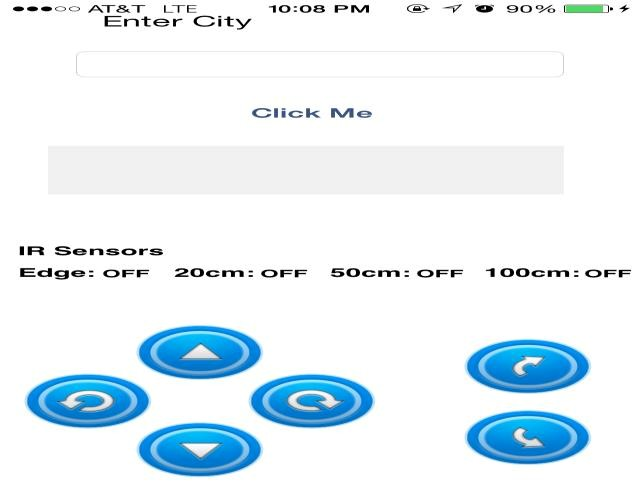 AT&T LTE 10:08 PM 90%
Enter City
Click Me
IR Sensors
Edge: OFF 20cm: OFF 50cm: OFF 100cm: OFF